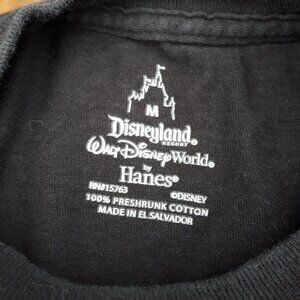 M
Disneyland®
RESORT
Walt Disney World®
by
Hanes®
RN#15763 ©DISNEY
100% PRESHRUNK COTTON
MADE IN EL SALVADOR